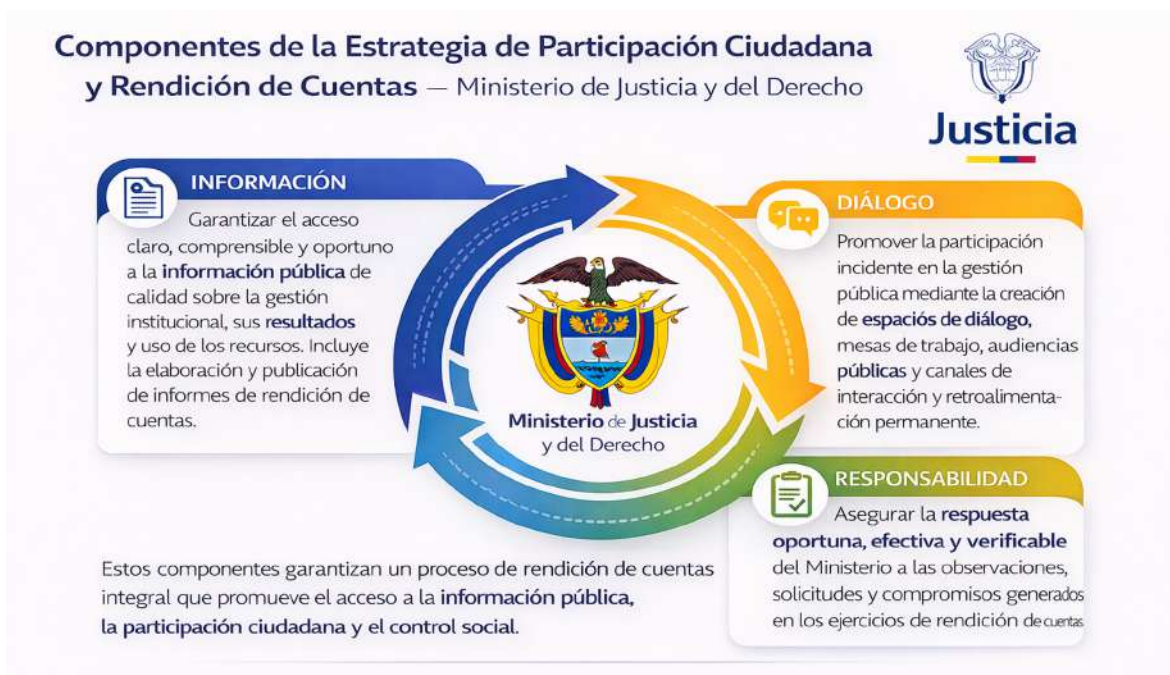 Componentes de la Estrategia de Participación Ciudadana
y Rendición de Cuentas — Ministerio de Justicia y del Derecho
Justicia
INFORMACIÓN
Garantizar el acceso
claro, comprensible y oportuno
a la información pública de
calidad sobre la gestión
institucional, sus resultados
y uso de los recursos. Incluye
la elaboración y publicación
de informes de rendición de
cuentas.
Ministerio de Justicia
y del Derecho
DIÁLOGO
Promover la participación
incidente en la gestión
pública mediante la creación
de espaciós de diálogo,
mesas de trabajo, audiencias
públicas y canales de
interacción y retroalimenta-
ción permanente.
RESPONSABILIDAD
Asegurar la respuesta
oportuna, efectiva y verificable
del Ministerio a las observaciones,
solicitudes y compromisos generados
en los ejercicios de rendición de cuentas
Estos componentes garantizan un proceso de rendición de cuentas
integral que promueve el acceso a la información pública,
la participación ciudadana y el control social.